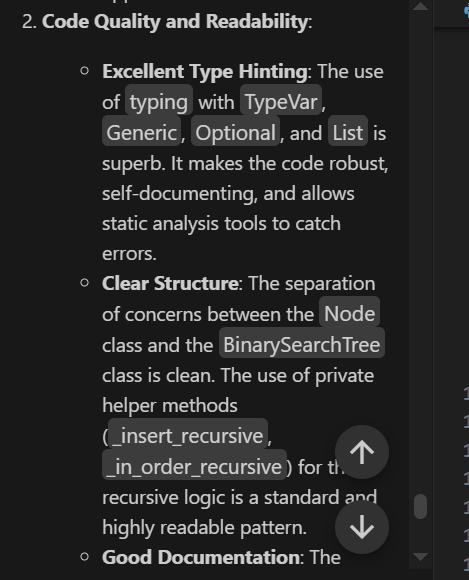 2. Code Quality and Readability:
○ Excellent Type Hinting: The use
of typing with TypeVar,
Generic, Optional, and List is
superb. It makes the code robust,
self-documenting, and allows
static analysis tools to catch
errors.
○ Clear Structure: The separation
of concerns between the Node
class and the BinarySearchTree
class is clean. The use of private
helper methods
(_insert_recursive,
_in_order_recursive) for
recursive logic is a standard and
highly readable pattern.
○ Good Documentation: The